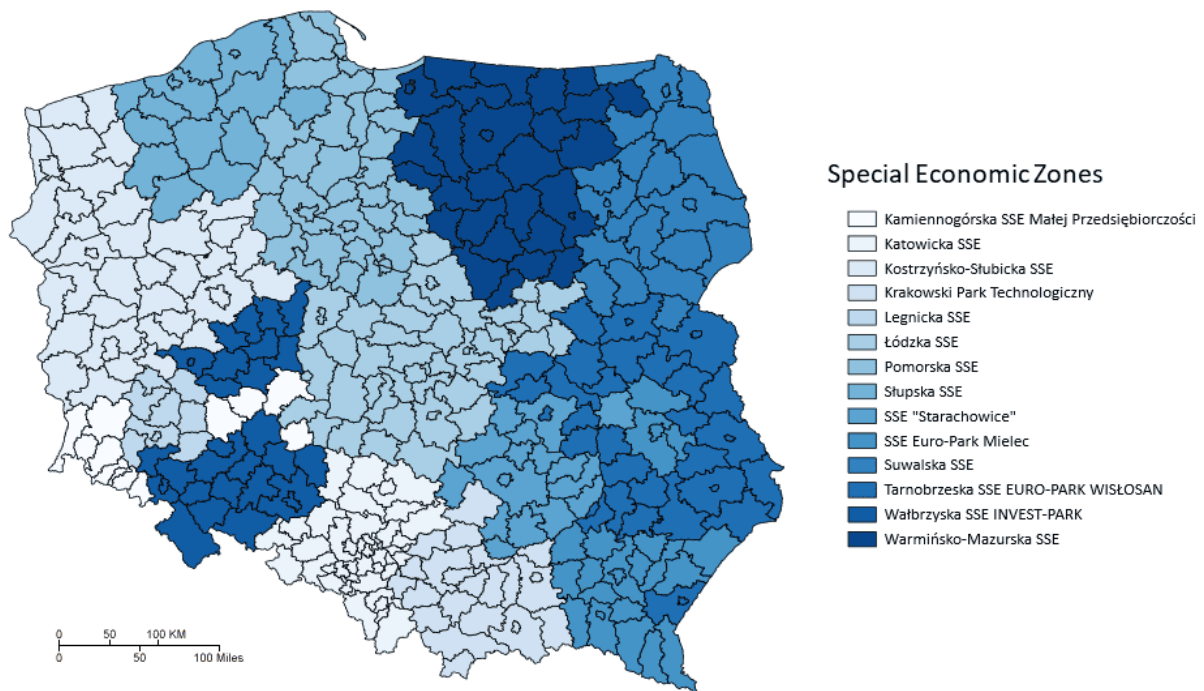 Special Economic Zones
Kamiennogórska SSE Małej Przedsiębiorczości
Katowicka SSE
Kostrzyńsko-Słubicka SSE
Krakowski Park Technologiczny
Legnicka SSE
Łódzka SSE
Pomorska SSE
Słupska SSE
SSE "Starachowice"
SSE Euro-Park Mielec
Suwalska SSE
Tarnobrzeska SSE EURO-PARK WISŁOSAN
Wałbrzyska SSE INVEST-PARK
Warmińsko-Mazurska SSE
0 50 100 KM
0 50 100 Miles